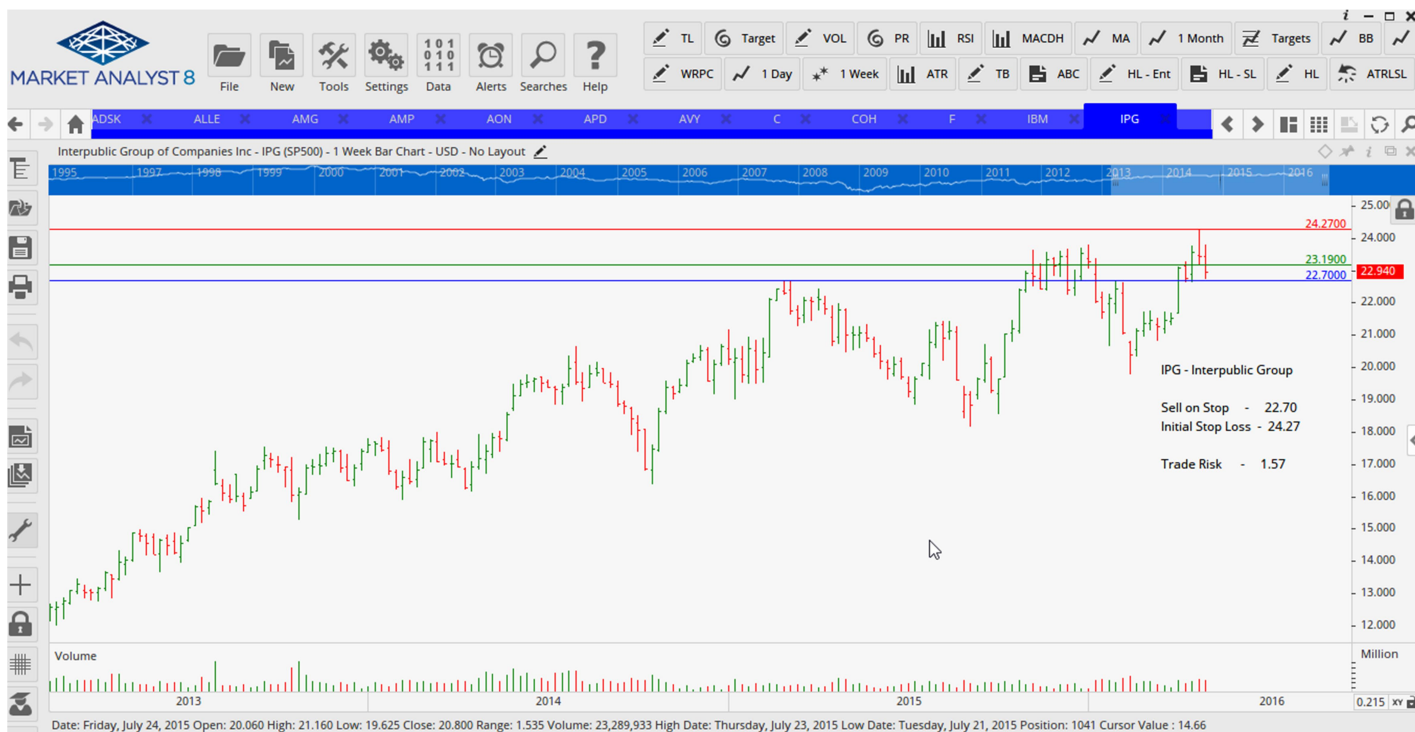 MARKET ANALYST 8
File
New
Tools
Settings
101
010
111
Data
Alerts
Searches
?
Help
TL
Target
VOL
PR
RSI
MACDH
MA
1 Month
Targets
BB
WRPC
1 Day
1 Week
ATR
TB
ABC
HL - Ent
HL - SL
HL
ATRLSL
ADSK
ALLE
AMG
AMP
AON
APD
AVY
C
COH
F
IBM
IPG
Interpublic Group of Companies Inc - IPG (SP500) - 1 Week Bar Chart - USD - No Layout
1995 1997 1998 1999 2000 2001 2002 2003 2004 2005 2006 2007 2008 2009 2010 2011 2012 2013 2014 2015 2016
25.000
24.2700
24.000
23.1900
22.940
22.7000
22.000
21.000
20.000
19.000
18.000
17.000
16.000
15.000
14.000
13.000
12.000
IPG - Interpublic Group
Sell on Stop - 22.70
Initial Stop Loss - 24.27
Trade Risk - 1.57
Volume
Million
2013 2014 2015 2016
0.215 XY
Date: Friday, July 24, 2015 Open: 20.060 High: 21.160 Low: 19.625 Close: 20.800 Range: 1.535 Volume: 23,289,933 High Date: Thursday, July 23, 2015 Low Date: Tuesday, July 21, 2015 Position: 1041 Cursor Value : 14.66